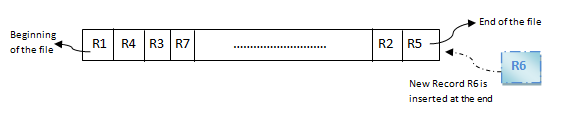 Beginning
of the file
R1 R4 R3 R7 ............................ R2 R5
End of the file
R6
New Record R6 is
inserted at the end